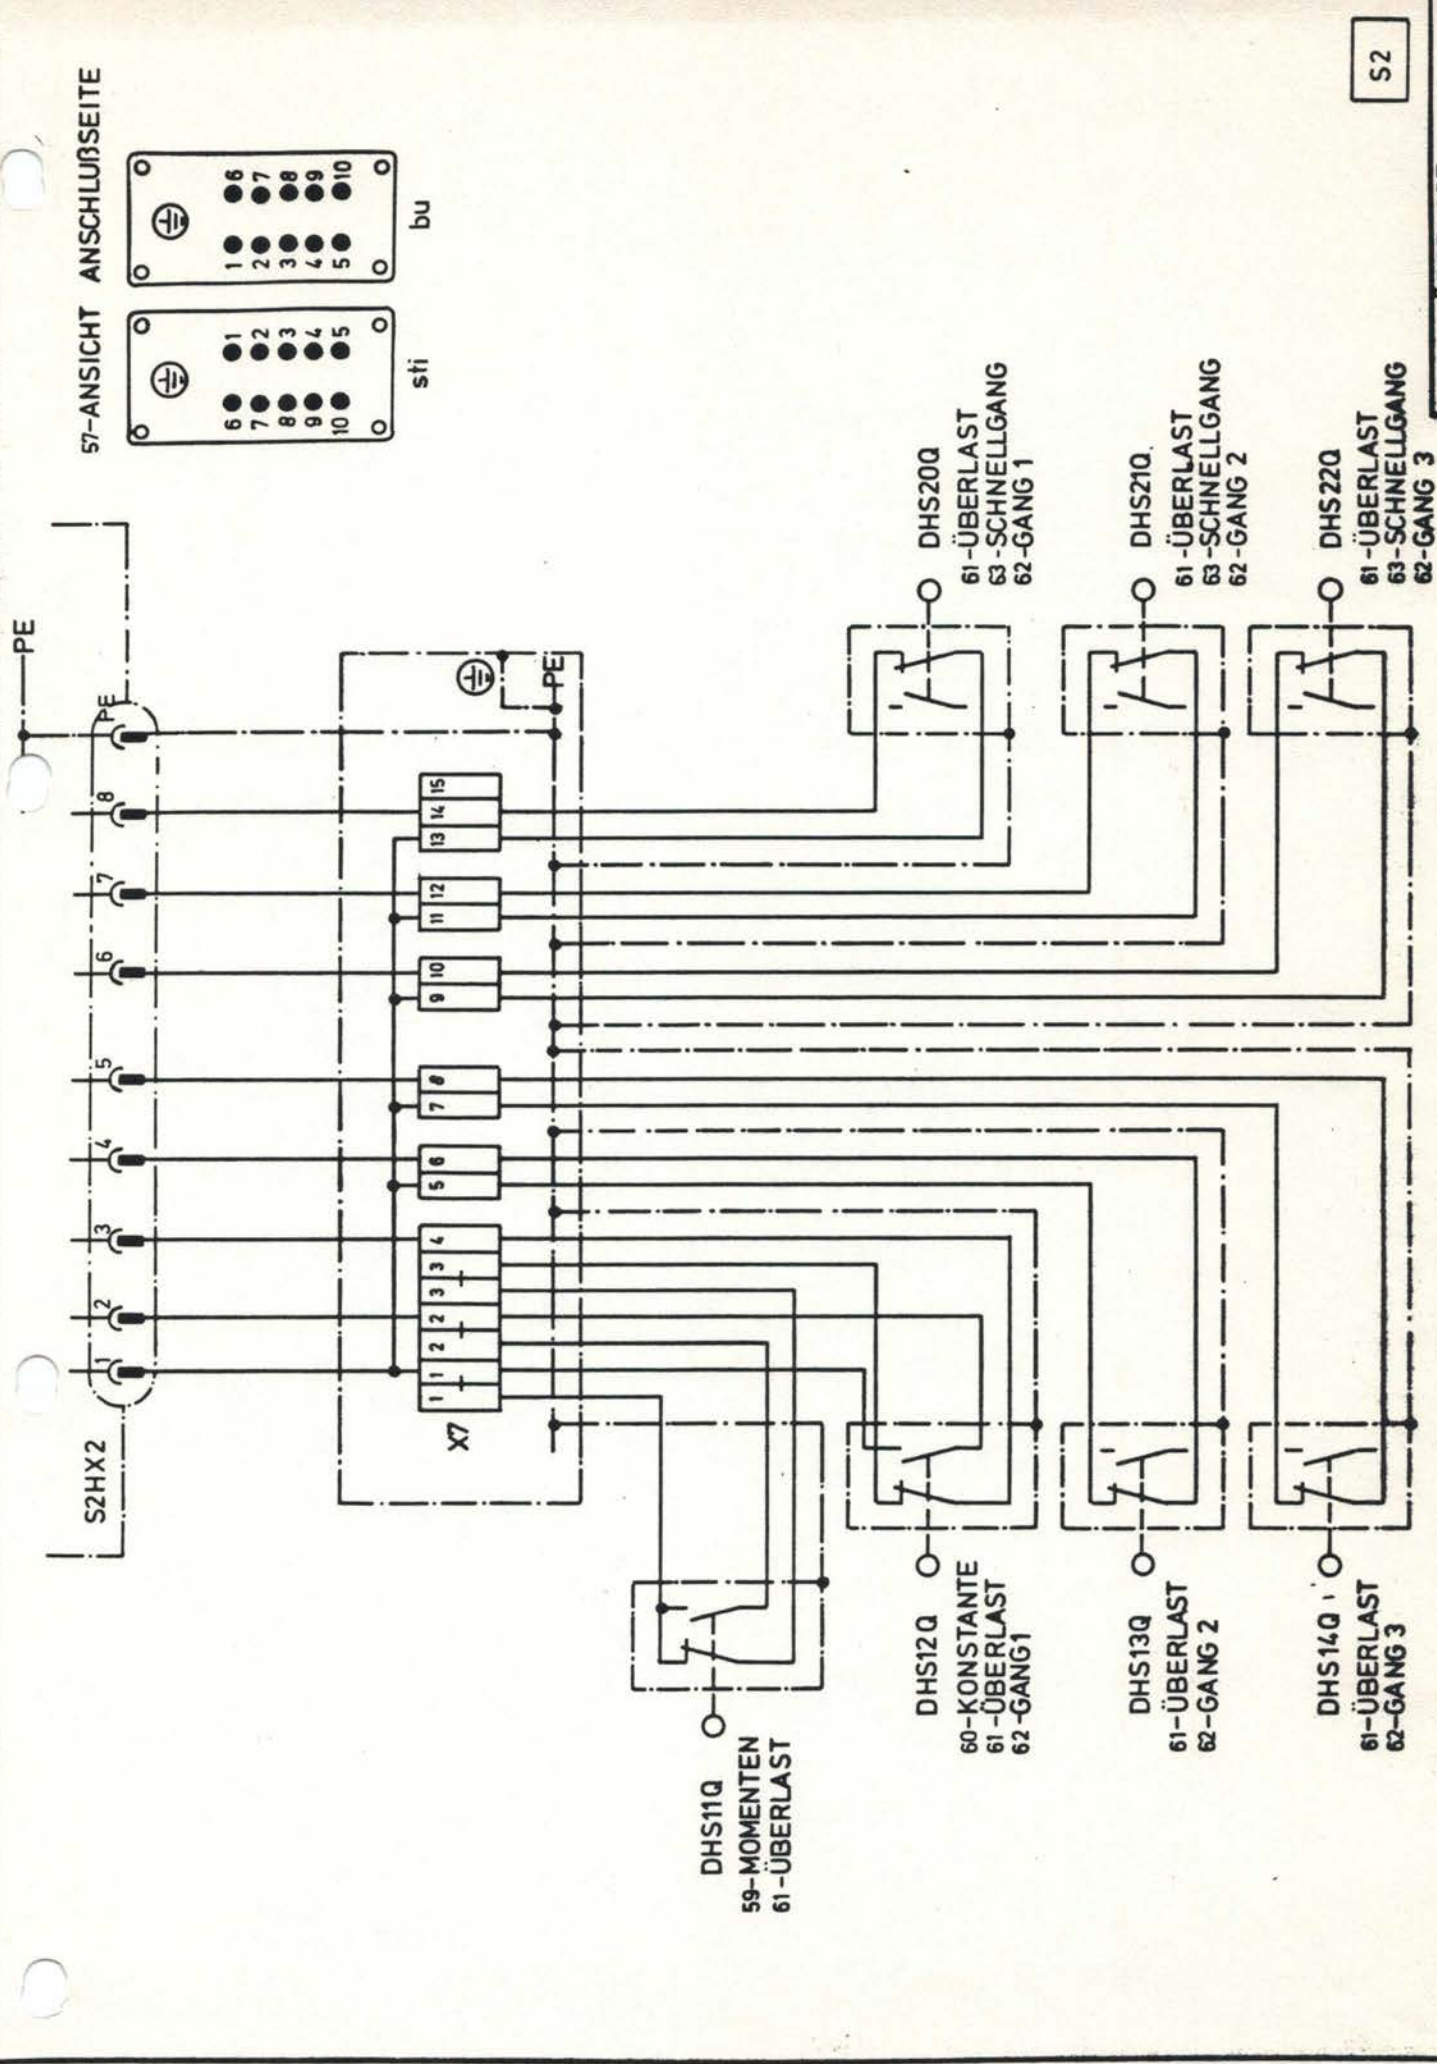 57-ANSICHT ANSCHLUßSEITE
6 1
7 2
8 3
9 4
10 5
sti
1 6
2 7
3 8
4 9
5 10
bu
PE
S2HX2
1 2 3 4 5 6 7 8 PE
X7
1 1 2 2 3 3 4 5 6 7 8 9 10 11 12 13 14 15
PE
DHS11Q
59-MOMENTEN
61-ÜBERLAST
DHS12Q
60-KONSTANTE
61-ÜBERLAST
62-GANG1
DHS13Q
61-ÜBERLAST
62-GANG 2
DHS14Q
61-ÜBERLAST
62-GANG 3
DHS20Q
61-ÜBERLAST
63-SCHNELLGANG
62-GANG 1
DHS21Q
61-ÜBERLAST
63-SCHNELLGANG
62-GANG 2
DHS22Q
61-ÜBERLAST
63-SCHNELLGANG
62-GANG 3
S2